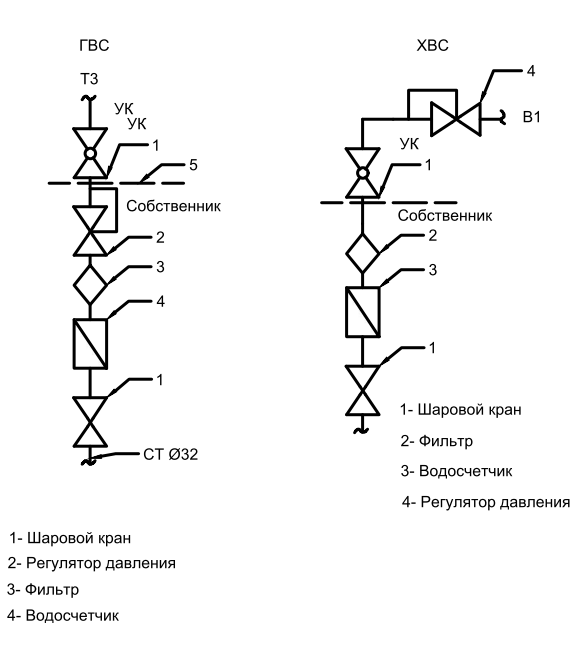 ГВС
Т3
УК
УК
1
5
Собственник
2
3
4
1
СТ Ø32
1- Шаровой кран
2- Регулятор давления
3- Фильтр
4- Водосчетчик
ХВС
4
В1
УК
1
Собственник
2
3
1
1- Шаровой кран
2- Фильтр
3- Водосчетчик
4- Регулятор давления